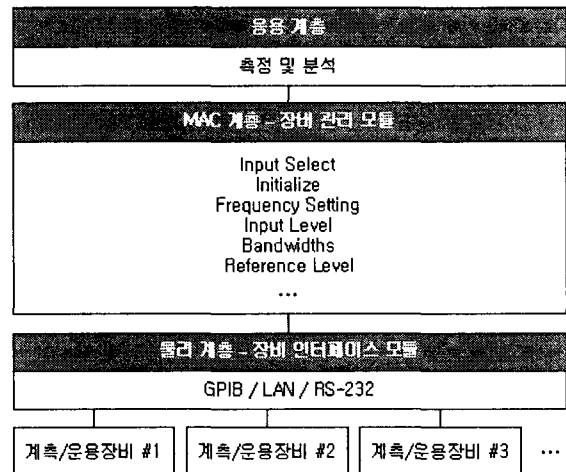 응용 계층
측정 및 분석
MAC 계층 – 장비 관리 모듈
Input Select
Initialize
Frequency Setting
Input Level
Bandwidths
Reference Level
...
물리 계층 – 장비 인터페이스 모듈
GPIB / LAN / RS-232
계측/운용장비 #1 계측/운용장비 #2 계측/운용장비 #3 ...